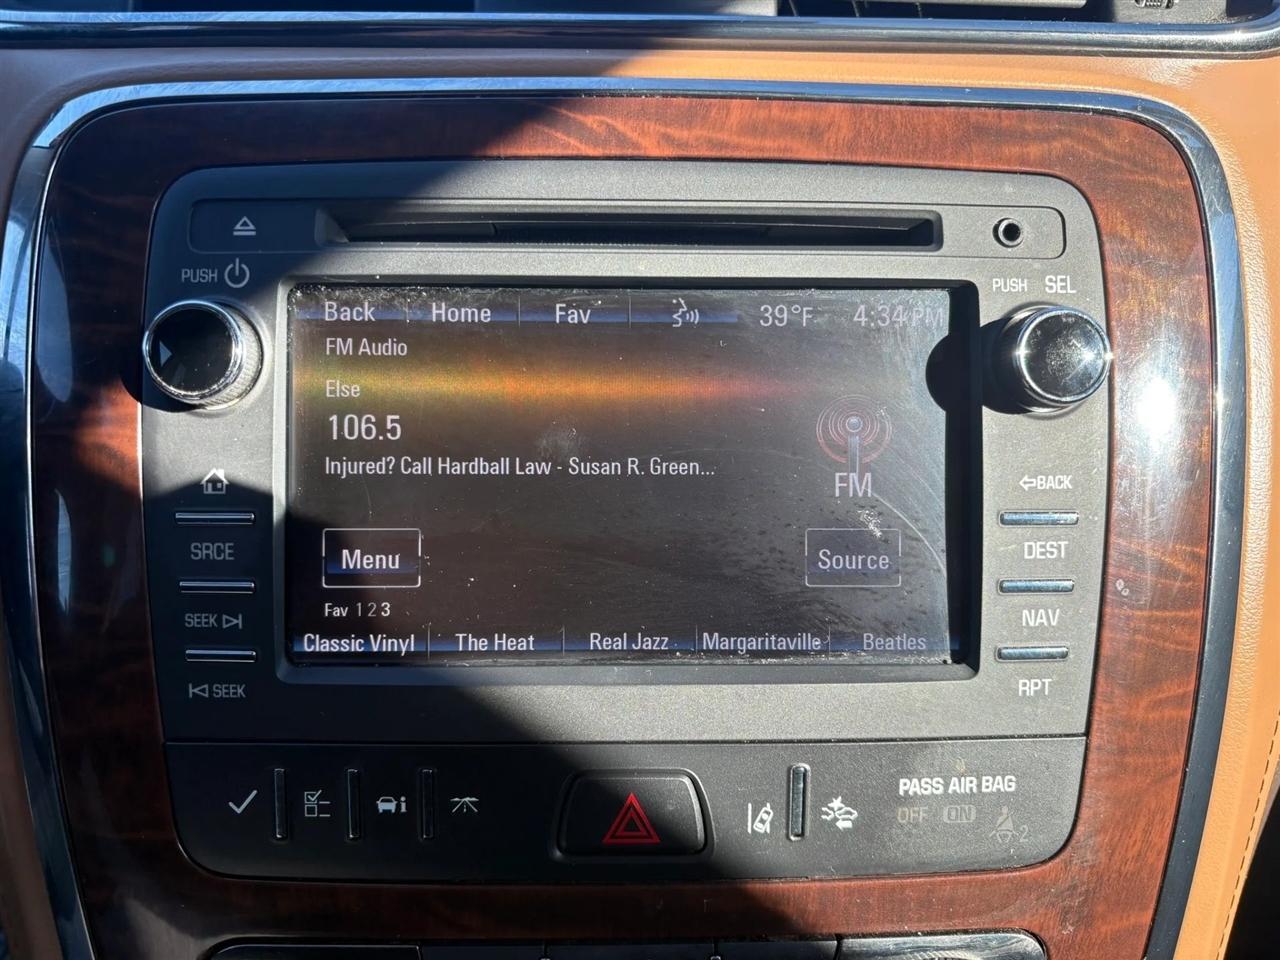 PUSH
PUSH SEL
Back Home Fav 39°F 4:34 PM
FM Audio
Else
106.5
Injured? Call Hardball Law - Susan R. Green...
FM
Menu
Source
Fav 1 2 3
Classic Vinyl The Heat Real Jazz Margaritaville Beatles
SRCE
SEEK
SEEK
BACK
DEST
NAV
RPT
PASS AIR BAG
OFF ON
2